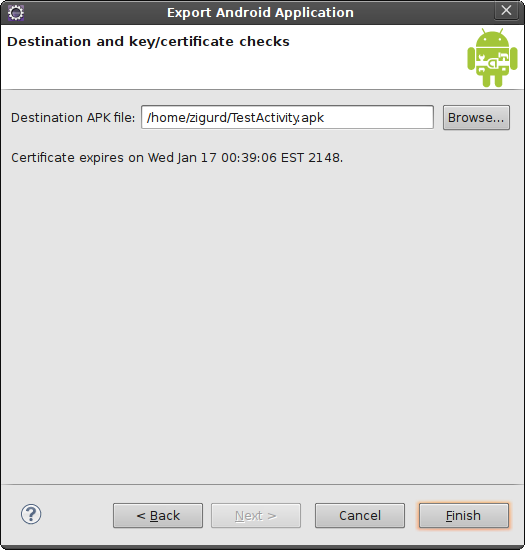 Export Android Application
Destination and key/certificate checks
Destination APK file: /home/zigurd/TestActivity.apk Browse...
Certificate expires on Wed Jan 17 00:39:06 EST 2148.
? < Back Next > Cancel Finish